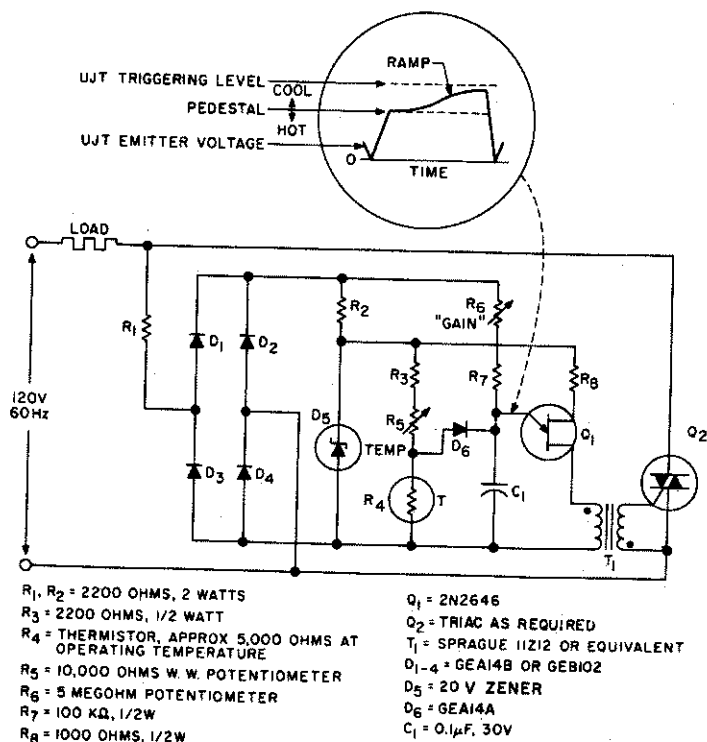 RAMP
UJT TRIGGERING LEVEL
COOL
PEDESTAL
HOT
UJT EMITTER VOLTAGE
0
TIME
LOAD
R1
D1
D2
R2
R6
"GAIN"
R3
R7
R8
120V
60Hz
D5
R5
TEMP
D6
Q1
Q2
D3
D4
R4
T
C1
T1
R1, R2 = 2200 OHMS, 2 WATTS
R3 = 2200 OHMS, 1/2 WATT
R4 = THERMISTOR, APPROX 5,000 OHMS AT
OPERATING TEMPERATURE
R5 = 10,000 OHMS W.W. POTENTIOMETER
R6 = 5 MEGOHM POTENTIOMETER
R7 = 100 KΩ, 1/2W
R8 = 1000 OHMS, 1/2W
Q1 = 2N2646
Q2 = TRIAC AS REQUIRED
T1 = SPRAGUE 11Z12 OR EQUIVALENT
D1-4 = GEA14B OR GEB102
D5 = 20 V ZENER
D6 = GEA14A
C1 = 0.1µF, 30V